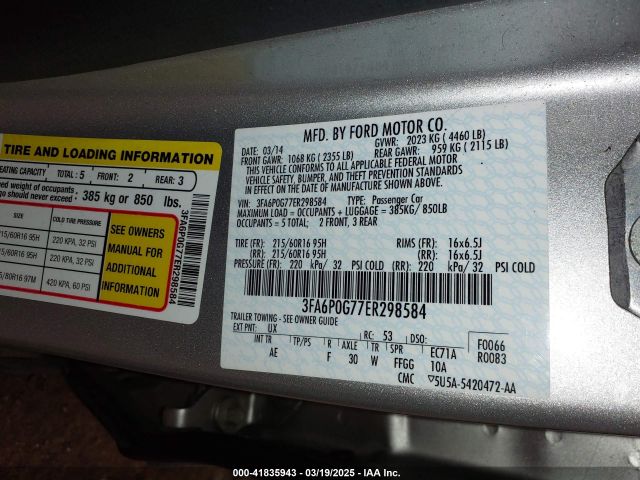 TIRE AND LOADING INFORMATION
EATING CAPACITY TOTAL: 5 FRONT: 2 REAR: 3
ned weight of occupants
go should never exceed: 385 kg or 850 lbs.
SIZE COLD TIRE PRESSURE
15/60R16 95H 220 KPA, 32 PSI
15/60R16 95H 220 KPA, 32 PSI
/80R16 97M 420 KPA, 60 PSI
SEE OWNERS
MANUAL FOR
ADDITIONAL
INFORMATION
3FA6P0G77ER298584
MFD. BY FORD MOTOR CO.
DATE: 03/14 GVWR: 2023 KG ( 4460 LB)
FRONT GAWR: 1068 KG ( 2355 LB) REAR GAWR: 959 KG ( 2115 LB)
THIS VEHICLE CONFORMS TO ALL APPLICABLE FEDERAL MOTOR
VEHICLE SAFETY, BUMPER, AND THEFT PREVENTION STANDARDS
IN EFFECT ON THE DATE OF MANUFACTURE SHOWN ABOVE.
VIN: 3FA6P0G77ER298584 TYPE: Passenger Car
MAXIMUM LOAD = OCCUPANTS + LUGGAGE = 385KG/ 850LB
OCCUPANTS: 5 TOTAL: 2 FRONT, 3 REAR
TIRE (FR): 215/60R16 95H RIMS (FR): 16x6.5J
(RR): 215/60R16 95H (RR): 16x6.5J
PRESSURE (FR): 220 kPa/ 32 PSI COLD (RR) 220 kPa/ 32 PSI COLD
3FA6P0G77ER298584
TRAILER TOWING - SEE OWNER GUIDE
EXT PNT: UX RC: 53 DSO: F0066
INT TR TP/PS R AXLE TR SPR EC71A R0083
AE F 30 W FFGG 10A
CMC ▽5U5A-5420472-AA
00-41835943 - 03/19/2025 - IAA Inc.